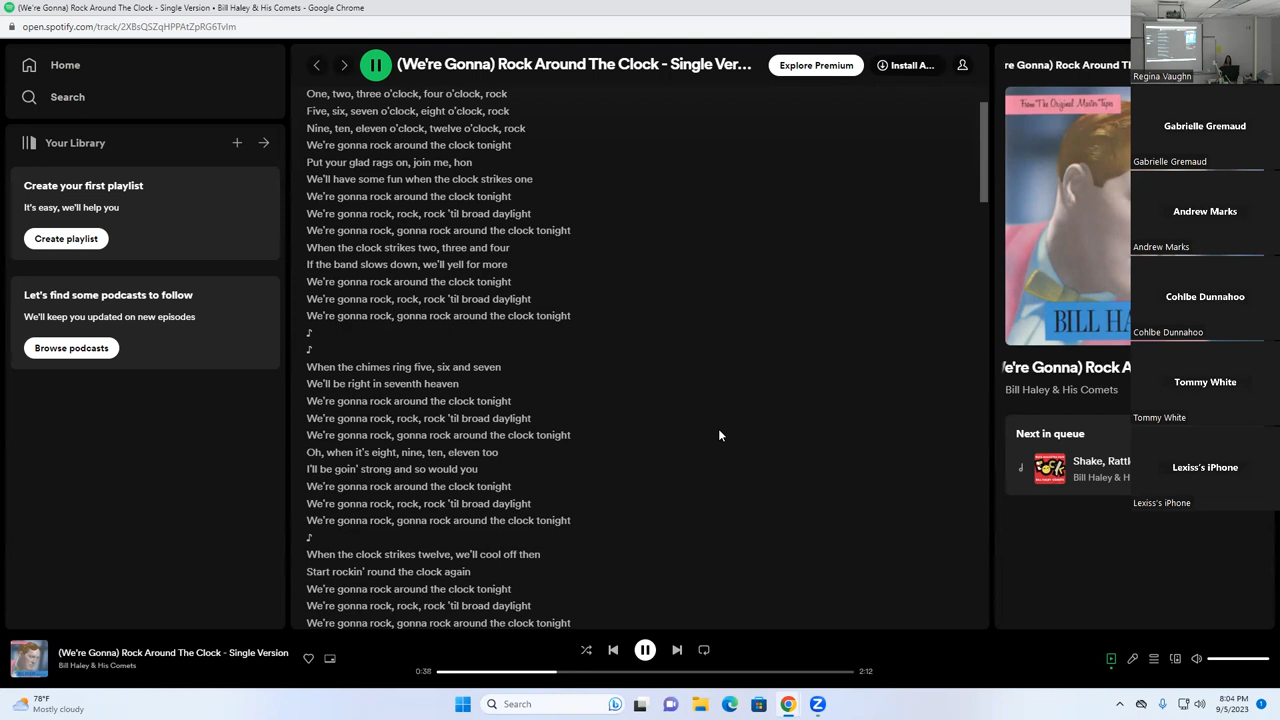 (We're Gonna) Rock Around The Clock - Single Version • Bill Haley & His Comets - Google Chrome
open.spotify.com/track/2XBsQSZqHPPAtZpRG6TvIm
Home
Search
Your Library
Create your first playlist
It's easy, we'll help you
Create playlist
Let's find some podcasts to follow
We'll keep you updated on new episodes
Browse podcasts
(We're Gonna) Rock Around The Clock - Single Ver...
Explore Premium
Install A...
One, two, three o'clock, four o'clock, rock
Five, six, seven o'clock, eight o'clock, rock
Nine, ten, eleven o'clock, twelve o'clock, rock
We're gonna rock around the clock tonight
Put your glad rags on, join me, hon
We'll have some fun when the clock strikes one
We're gonna rock around the clock tonight
We're gonna rock, rock, rock 'til broad daylight
We're gonna rock, gonna rock around the clock tonight
When the clock strikes two, three and four
If the band slows down, we'll yell for more
We're gonna rock around the clock tonight
We're gonna rock, rock, rock 'til broad daylight
We're gonna rock, gonna rock around the clock tonight
♪
♪
When the chimes ring five, six and seven
We'll be right in seventh heaven
We're gonna rock around the clock tonight
We're gonna rock, rock, rock 'til broad daylight
We're gonna rock, gonna rock around the clock tonight
Oh, when it's eight, nine, ten, eleven too
I'll be goin' strong and so would you
We're gonna rock around the clock tonight
We're gonna rock, rock, rock 'til broad daylight
We're gonna rock, gonna rock around the clock tonight
♪
When the clock strikes twelve, we'll cool off then
Start rockin' round the clock again
We're gonna rock around the clock tonight
We're gonna rock, rock, rock 'til broad daylight
We're gonna rock, gonna rock around the clock tonight
re Gonna) Rock Around T
From The Original Master Tapes
BILL HA
e're Gonna) Rock A
Bill Haley & His Comets
Next in queue
Shake, Rattl
Bill Haley & H
Regina Vaughn
Gabrielle Gremaud
Gabrielle Gremaud
Andrew Marks
Andrew Marks
Cohlbe Dunnahoo
Cohlbe Dunnahoo
Tommy White
Tommy White
Lexiss's iPhone
Lexiss's iPhone
(We're Gonna) Rock Around The Clock - Single Version
Bill Haley & His Comets
0:38
2:12
78°F
Mostly cloudy
Search
8:04 PM
9/5/2023
1